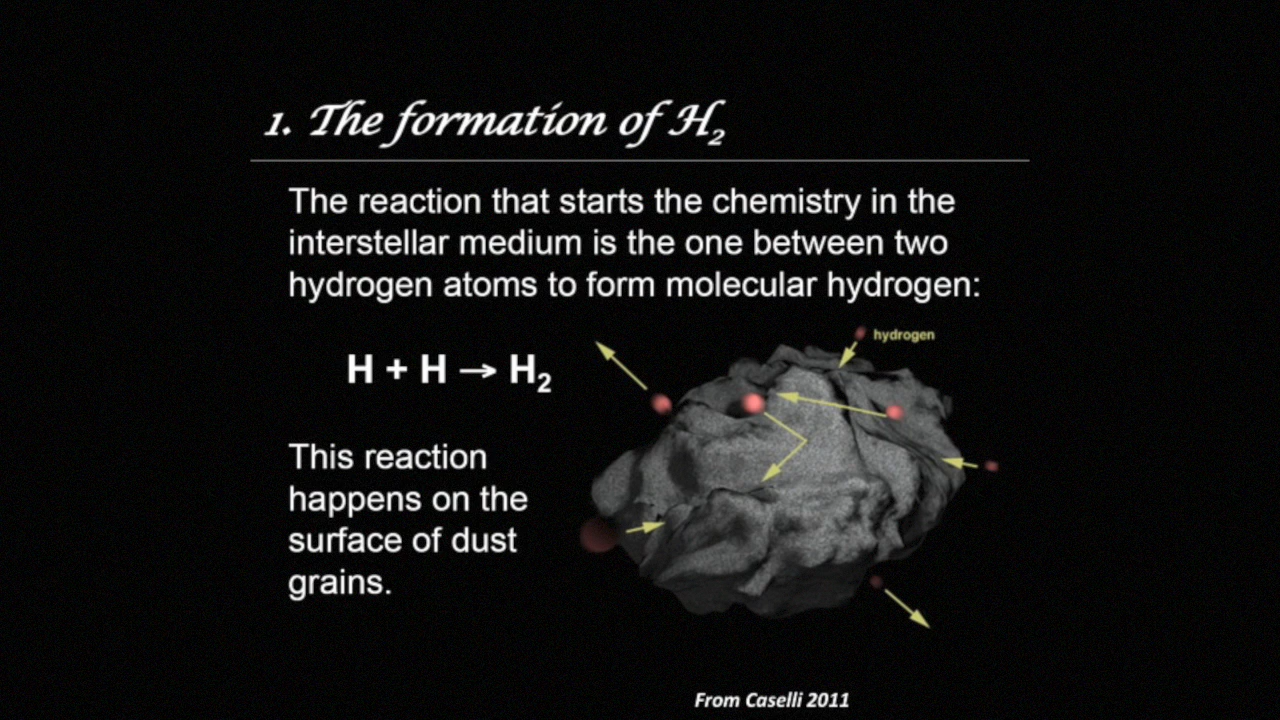 1. The formation of H₂
The reaction that starts the chemistry in the
interstellar medium is the one between two
hydrogen atoms to form molecular hydrogen:
hydrogen
H + H → H₂
This reaction
happens on the
surface of dust
grains.
From Caselli 2011